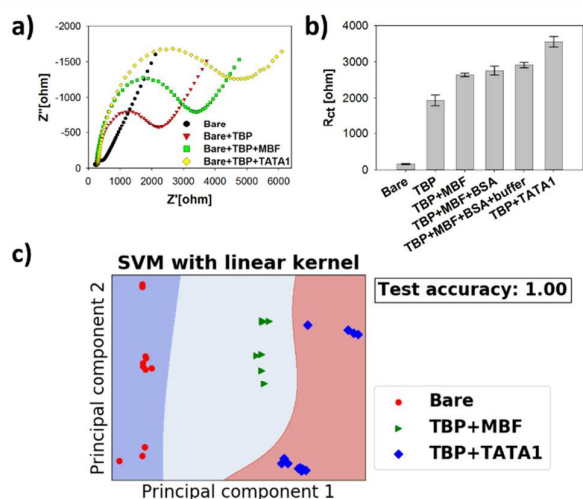 a)
-2000
-1500
-1000
-500
0
Z''[ohm]
Bare
Bare+TBP
Bare+TBP+MBF
Bare+TBP+TATA1
0 1000 2000 3000 4000 5000 6000
Z'[ohm]
b)
4000
3000
2000
1000
0
Rct [ohm]
Bare
TBP
TBP+MBF
TBP+MBF+BSA
TBP+MBF+BSA+buffer
TBP+TATA1
c)
SVM with linear kernel
Test accuracy: 1.00
Principal component 2
Principal component 1
Bare
TBP+MBF
TBP+TATA1